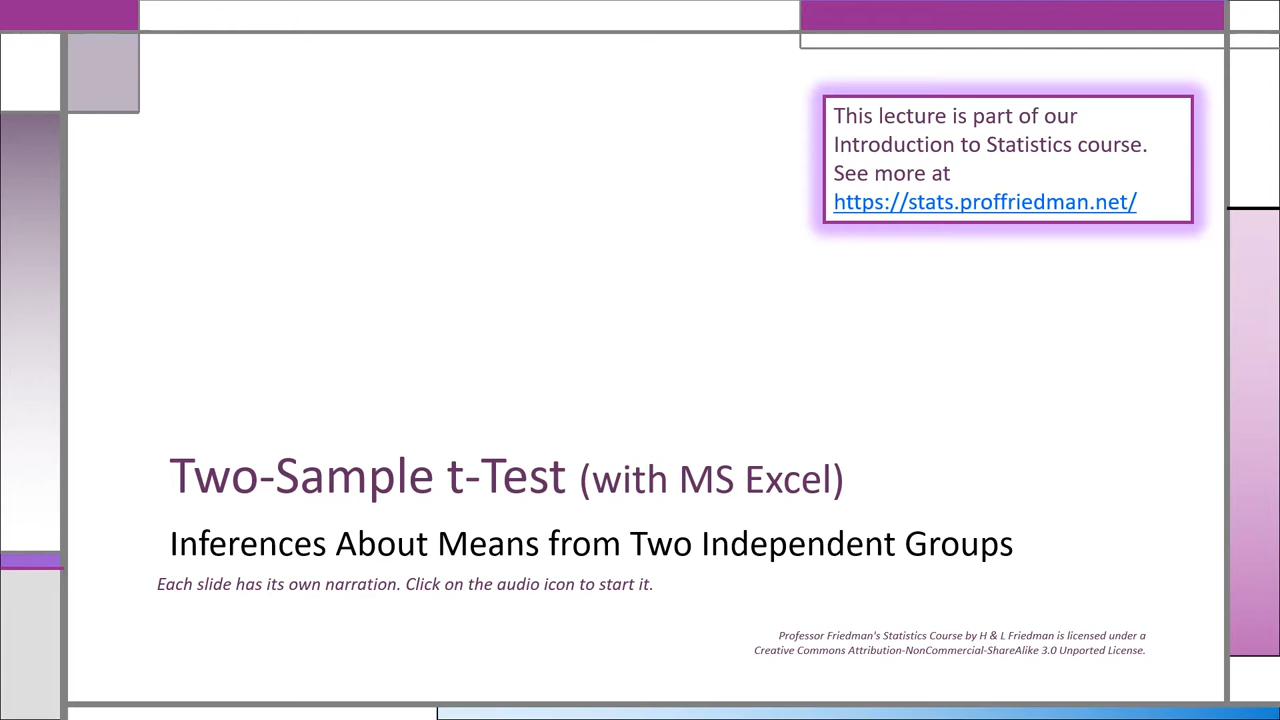 This lecture is part of our
Introduction to Statistics course.
See more at
https://stats.proffriedman.net/
Two-Sample t-Test (with MS Excel)
Inferences About Means from Two Independent Groups
Each slide has its own narration. Click on the audio icon to start it.
Professor Friedman's Statistics Course by H & L Friedman is licensed under a
Creative Commons Attribution-NonCommercial-ShareAlike 3.0 Unported License.